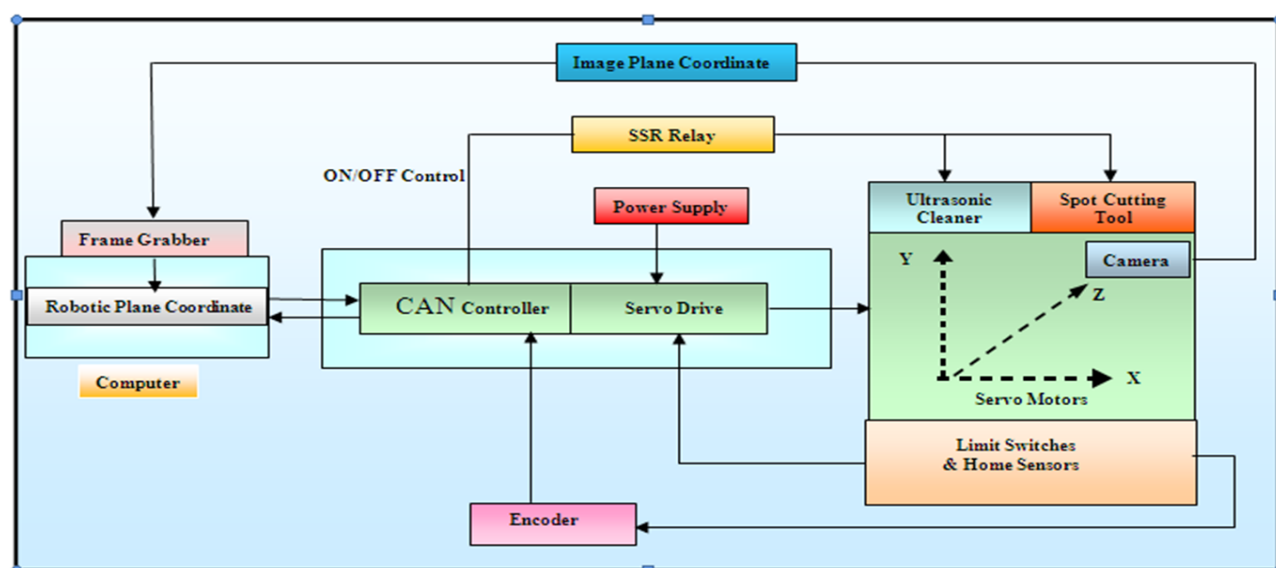 Image Plane Coordinate
SSR Relay
ON/OFF Control
Power Supply
Ultrasonic
Cleaner
Spot Cutting
Tool
Frame Grabber
Camera
Y
Z
Robotic Plane Coordinate
CAN Controller
Servo Drive
X
Computer
Servo Motors
Limit Switches
& Home Sensors
Encoder